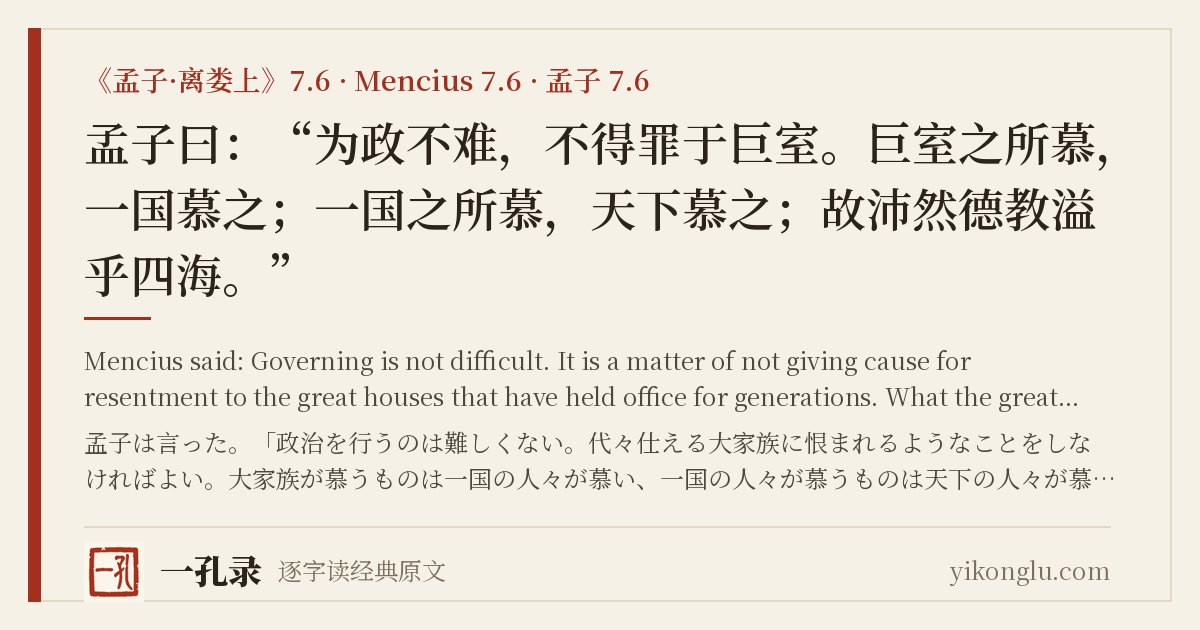 《孟子·离娄上》7.6 · Mencius 7.6 · 孟子 7.6
孟子曰：“为政不难，不得罪于巨室。巨室之所慕，
一国慕之；一国之所慕，天下慕之；故沛然德教溢
乎四海。”
Mencius said: Governing is not difficult. It is a matter of not giving cause for
resentment to the great houses that have held office for generations. What the great...
孟子は言った。「政治を行うのは難しくない。代々仕える大家族に恨まれるようなことをしな
ければよい。大家族が慕うものは一国の人々が慕い、一国の人々が慕うものは天下の人々が慕…
一孔
一孔录 逐字读经典原文 yikonglu.com